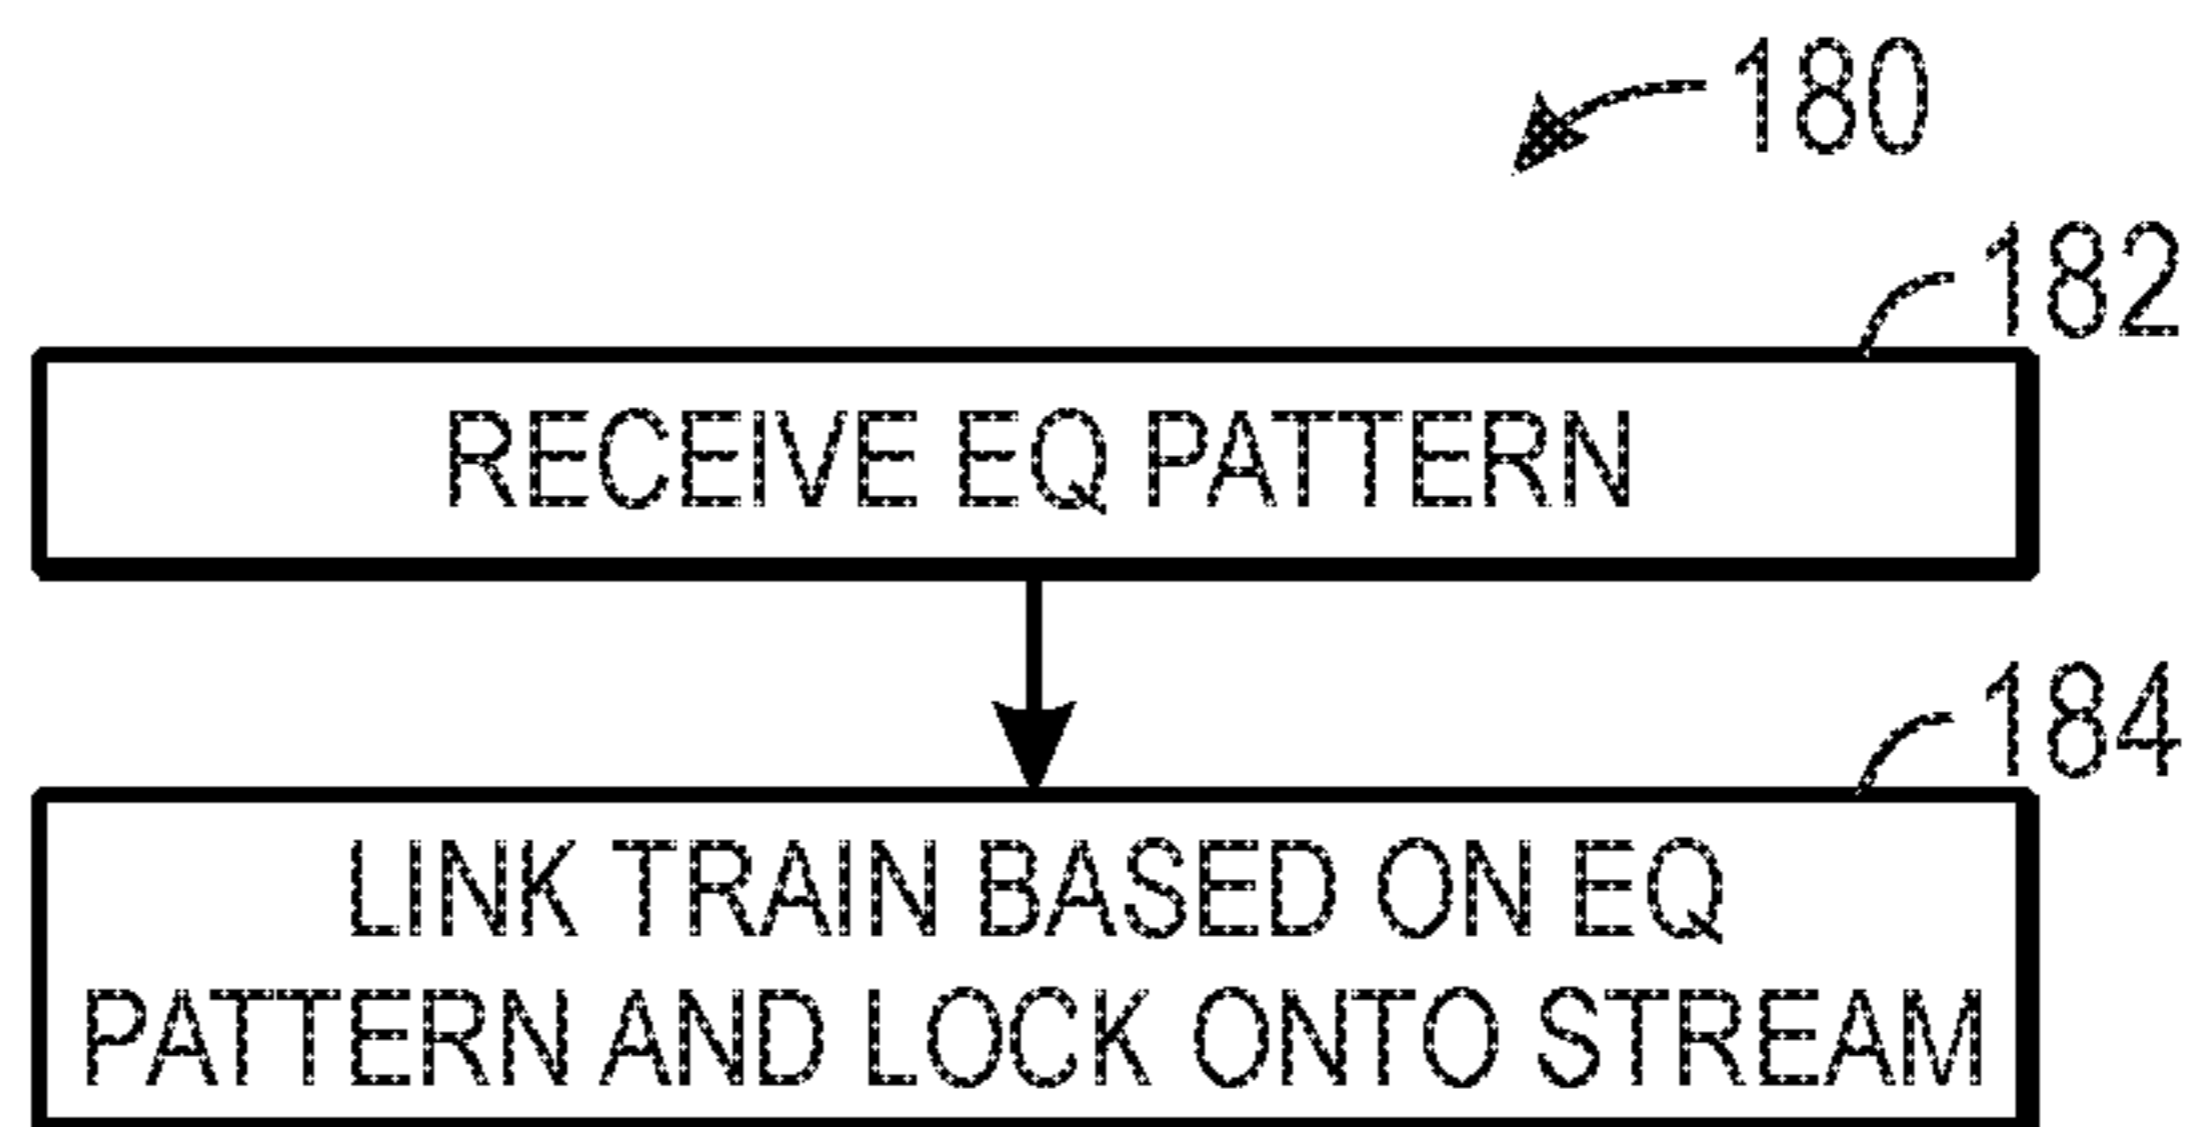 180
182
RECEIVE EQ PATTERN
184
LINK TRAIN BASED ON EQ
PATTERN AND LOCK ONTO STREAM